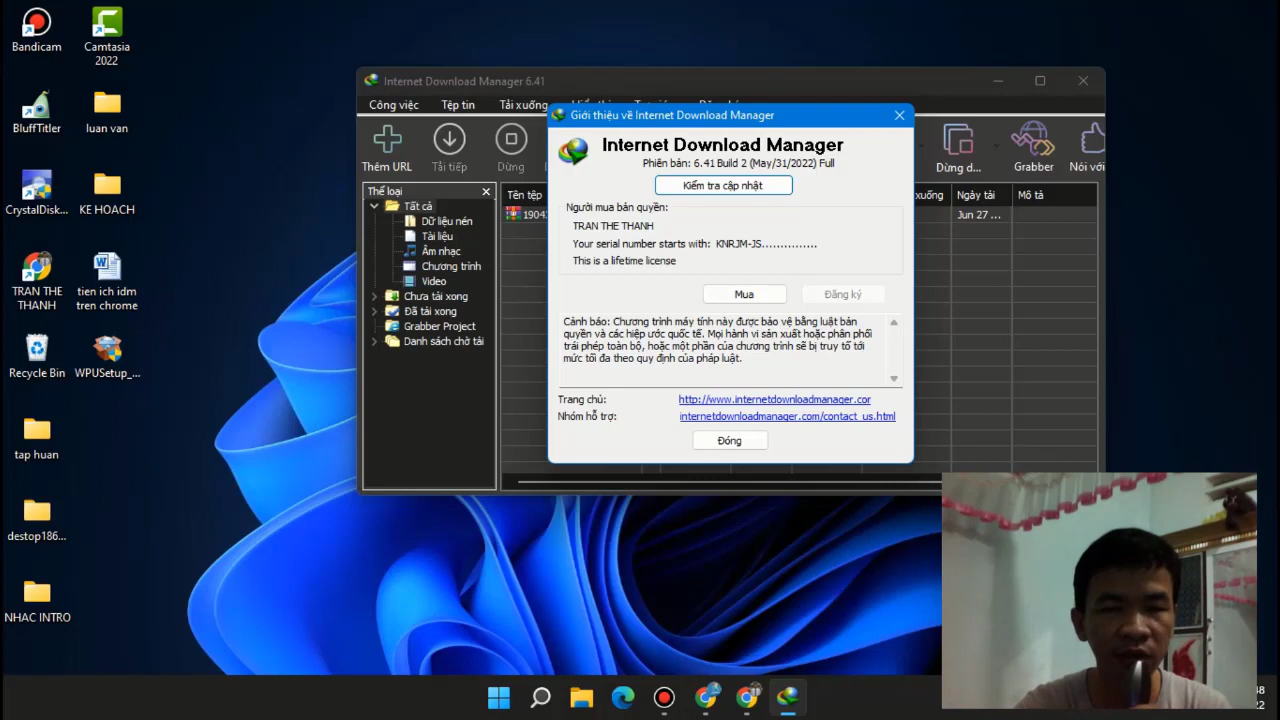 Bandicam
Camtasia
2022
BluffTitler
luan van
CrystalDisk...
KE HOACH
TRAN THE
THANH
tien ich idm
tren chrome
Recycle Bin
WPUSetup_...
tap huan
destop186...
NHAC INTRO
Internet Download Manager 6.41
Công việc
Tệp tin
Tải xuống
Thêm URL
Tải tiếp
Dừng
Dừng d...
Grabber
Nói với
Thể loại
Tất cả
Dữ liệu nén
Tài liệu
Âm nhạc
Chương trình
Video
Chưa tải xong
Đã tải xong
Grabber Project
Danh sách chờ tải
Tên tệp
xuống
Ngày tải
Mô tả
Jun 27 ...
Giới thiệu về Internet Download Manager
Internet Download Manager
Phiên bản: 6.41 Build 2 (May/31/2022) Full
Kiểm tra cập nhật
Người mua bản quyền:
TRAN THE THANH
Your serial number starts with: KNRJM-JS...............
This is a lifetime license
Mua
Đăng ký
Cảnh báo: Chương trình máy tính này được bảo vệ bằng luật bản
quyền và các hiệp ước quốc tế. Mọi hành vi sản xuất hoặc phân phối
trái phép toàn bộ, hoặc một phần của chương trình sẽ bị truy tố tới
mức tối đa theo quy định của pháp luật.
Trang chủ: http://www.internetdownloadmanager.cor
Nhóm hỗ trợ: internetdownloadmanager.com/contact_us.html
Đóng